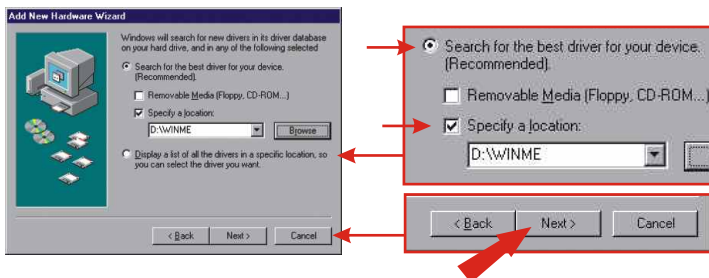 Add New Hardware Wizard
Windows will search for new drivers in its driver database
on your hard drive, and in any of the following selected
Search for the best driver for your device.
(Recommended).
Removable Media (Floppy, CD-ROM...)
Specify a location:
D:\WINME
Browse
Display a list of all the drivers in a specific location, so
you can select the driver you want.
< Back
Next >
Cancel
Search for the best driver for your device.
(Recommended).
Removable Media (Floppy, CD-ROM...)
Specify a location:
D:\WINME
< Back
Next >
Cancel